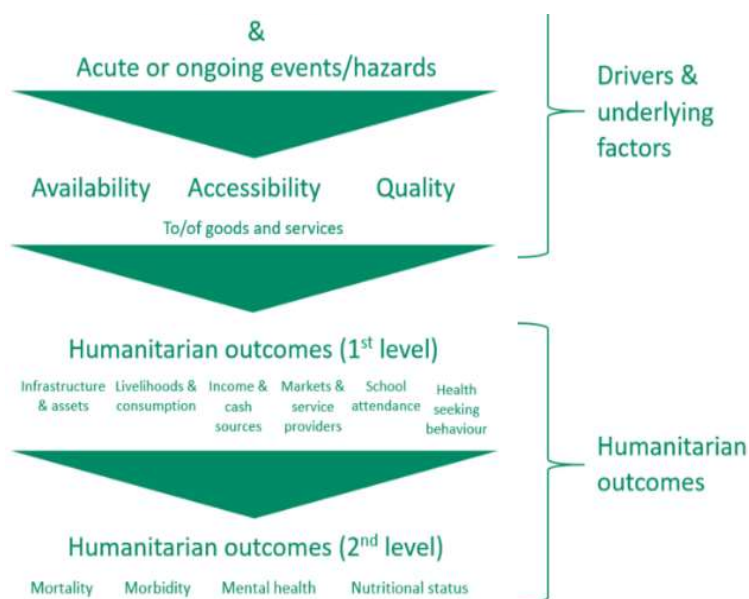 &
Acute or ongoing events/hazards
Drivers &
underlying
factors
Availability Accessibility Quality
To/of goods and services
Humanitarian outcomes (1st level)
Infrastructure
& assets
Livelihoods &
consumption
Income &
cash
sources
Markets &
service
providers
School
attendance
Health
seeking
behaviour
Humanitarian
outcomes
Humanitarian outcomes (2nd level)
Mortality Morbidity Mental health Nutritional status